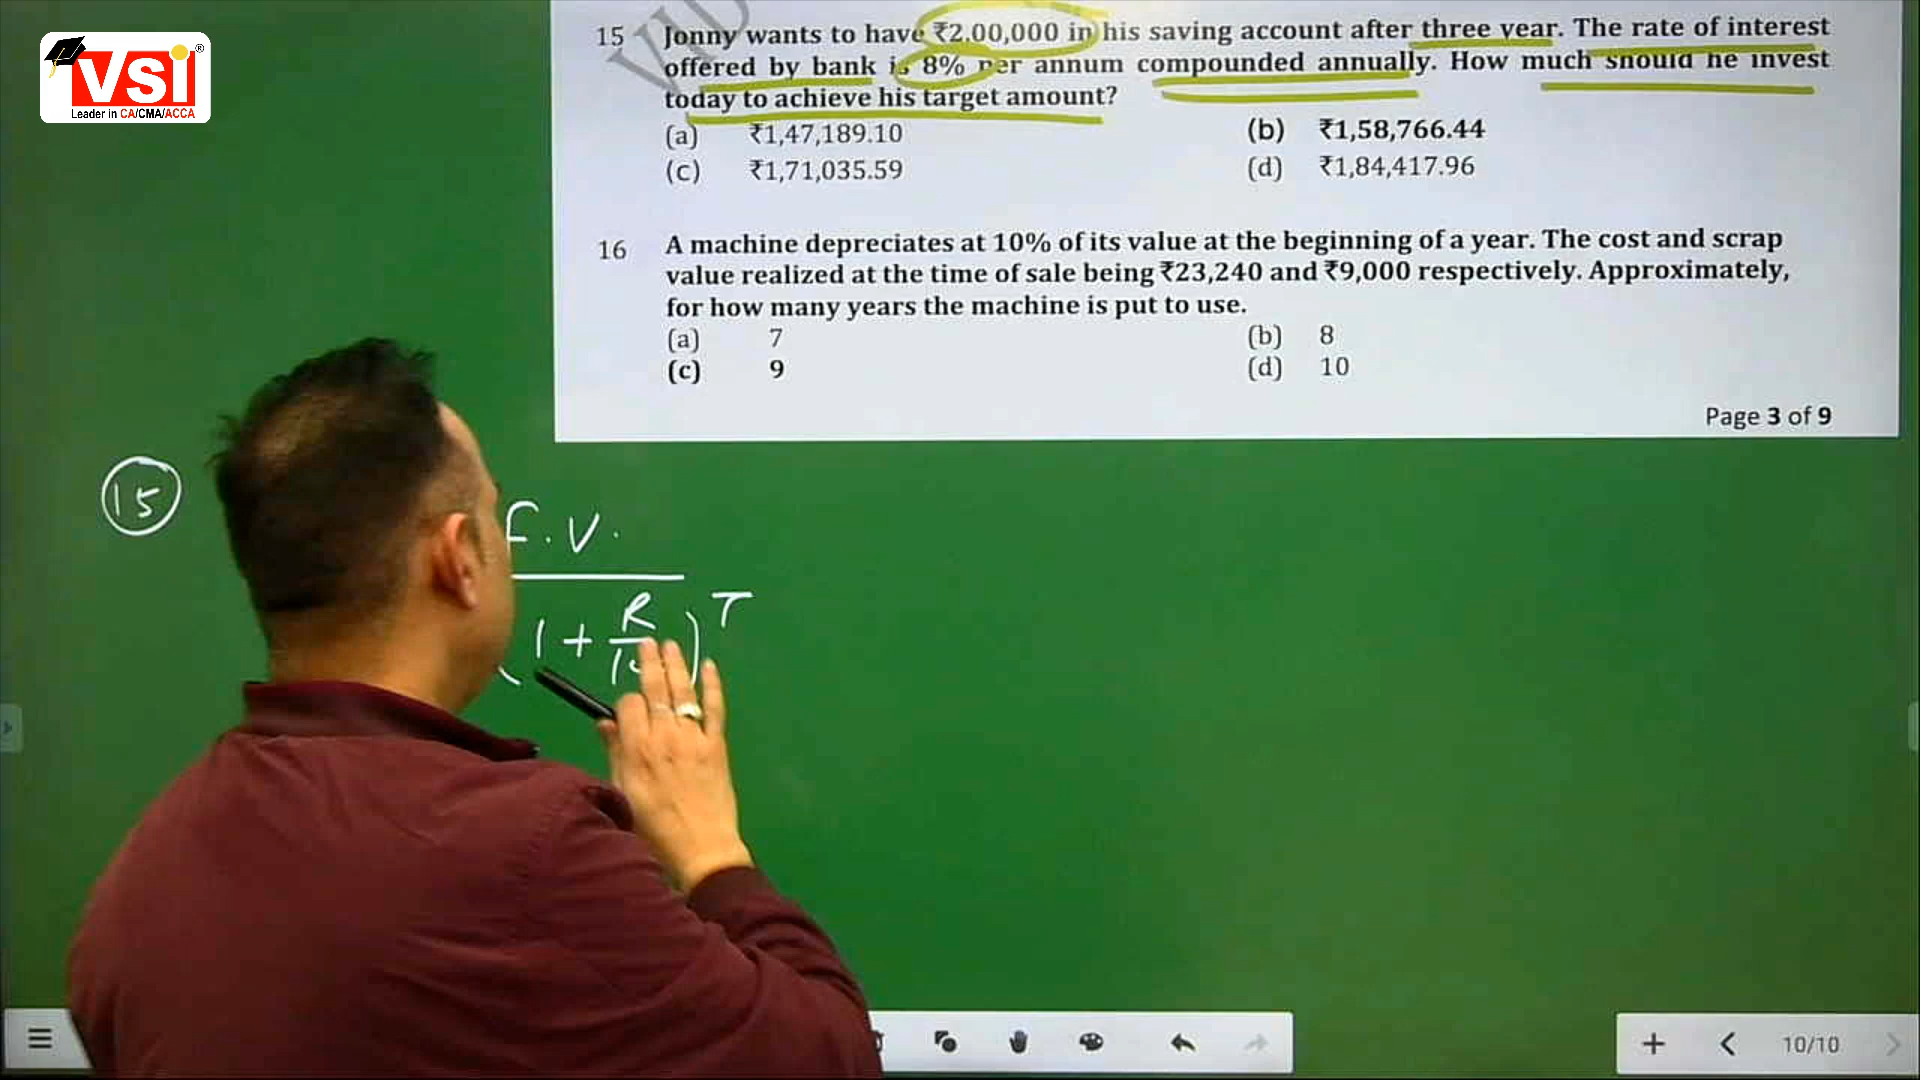 VSI
®
Leader in CA/CMA/ACCA
15 Jonny wants to have ₹2,00,000 in his saving account after three year. The rate of interest
offered by bank is 8% per annum compounded annually. How much should he invest
today to achieve his target amount?
(a) ₹1,47,189.10 (b) ₹1,58,766.44
(c) ₹1,71,035.59 (d) ₹1,84,417.96
16 A machine depreciates at 10% of its value at the beginning of a year. The cost and scrap
value realized at the time of sale being ₹23,240 and ₹9,000 respectively. Approximately,
for how many years the machine is put to use.
(a) 7 (b) 8
(c) 9 (d) 10
Page 3 of 9
15
F.V.
(1 + R T
10/10